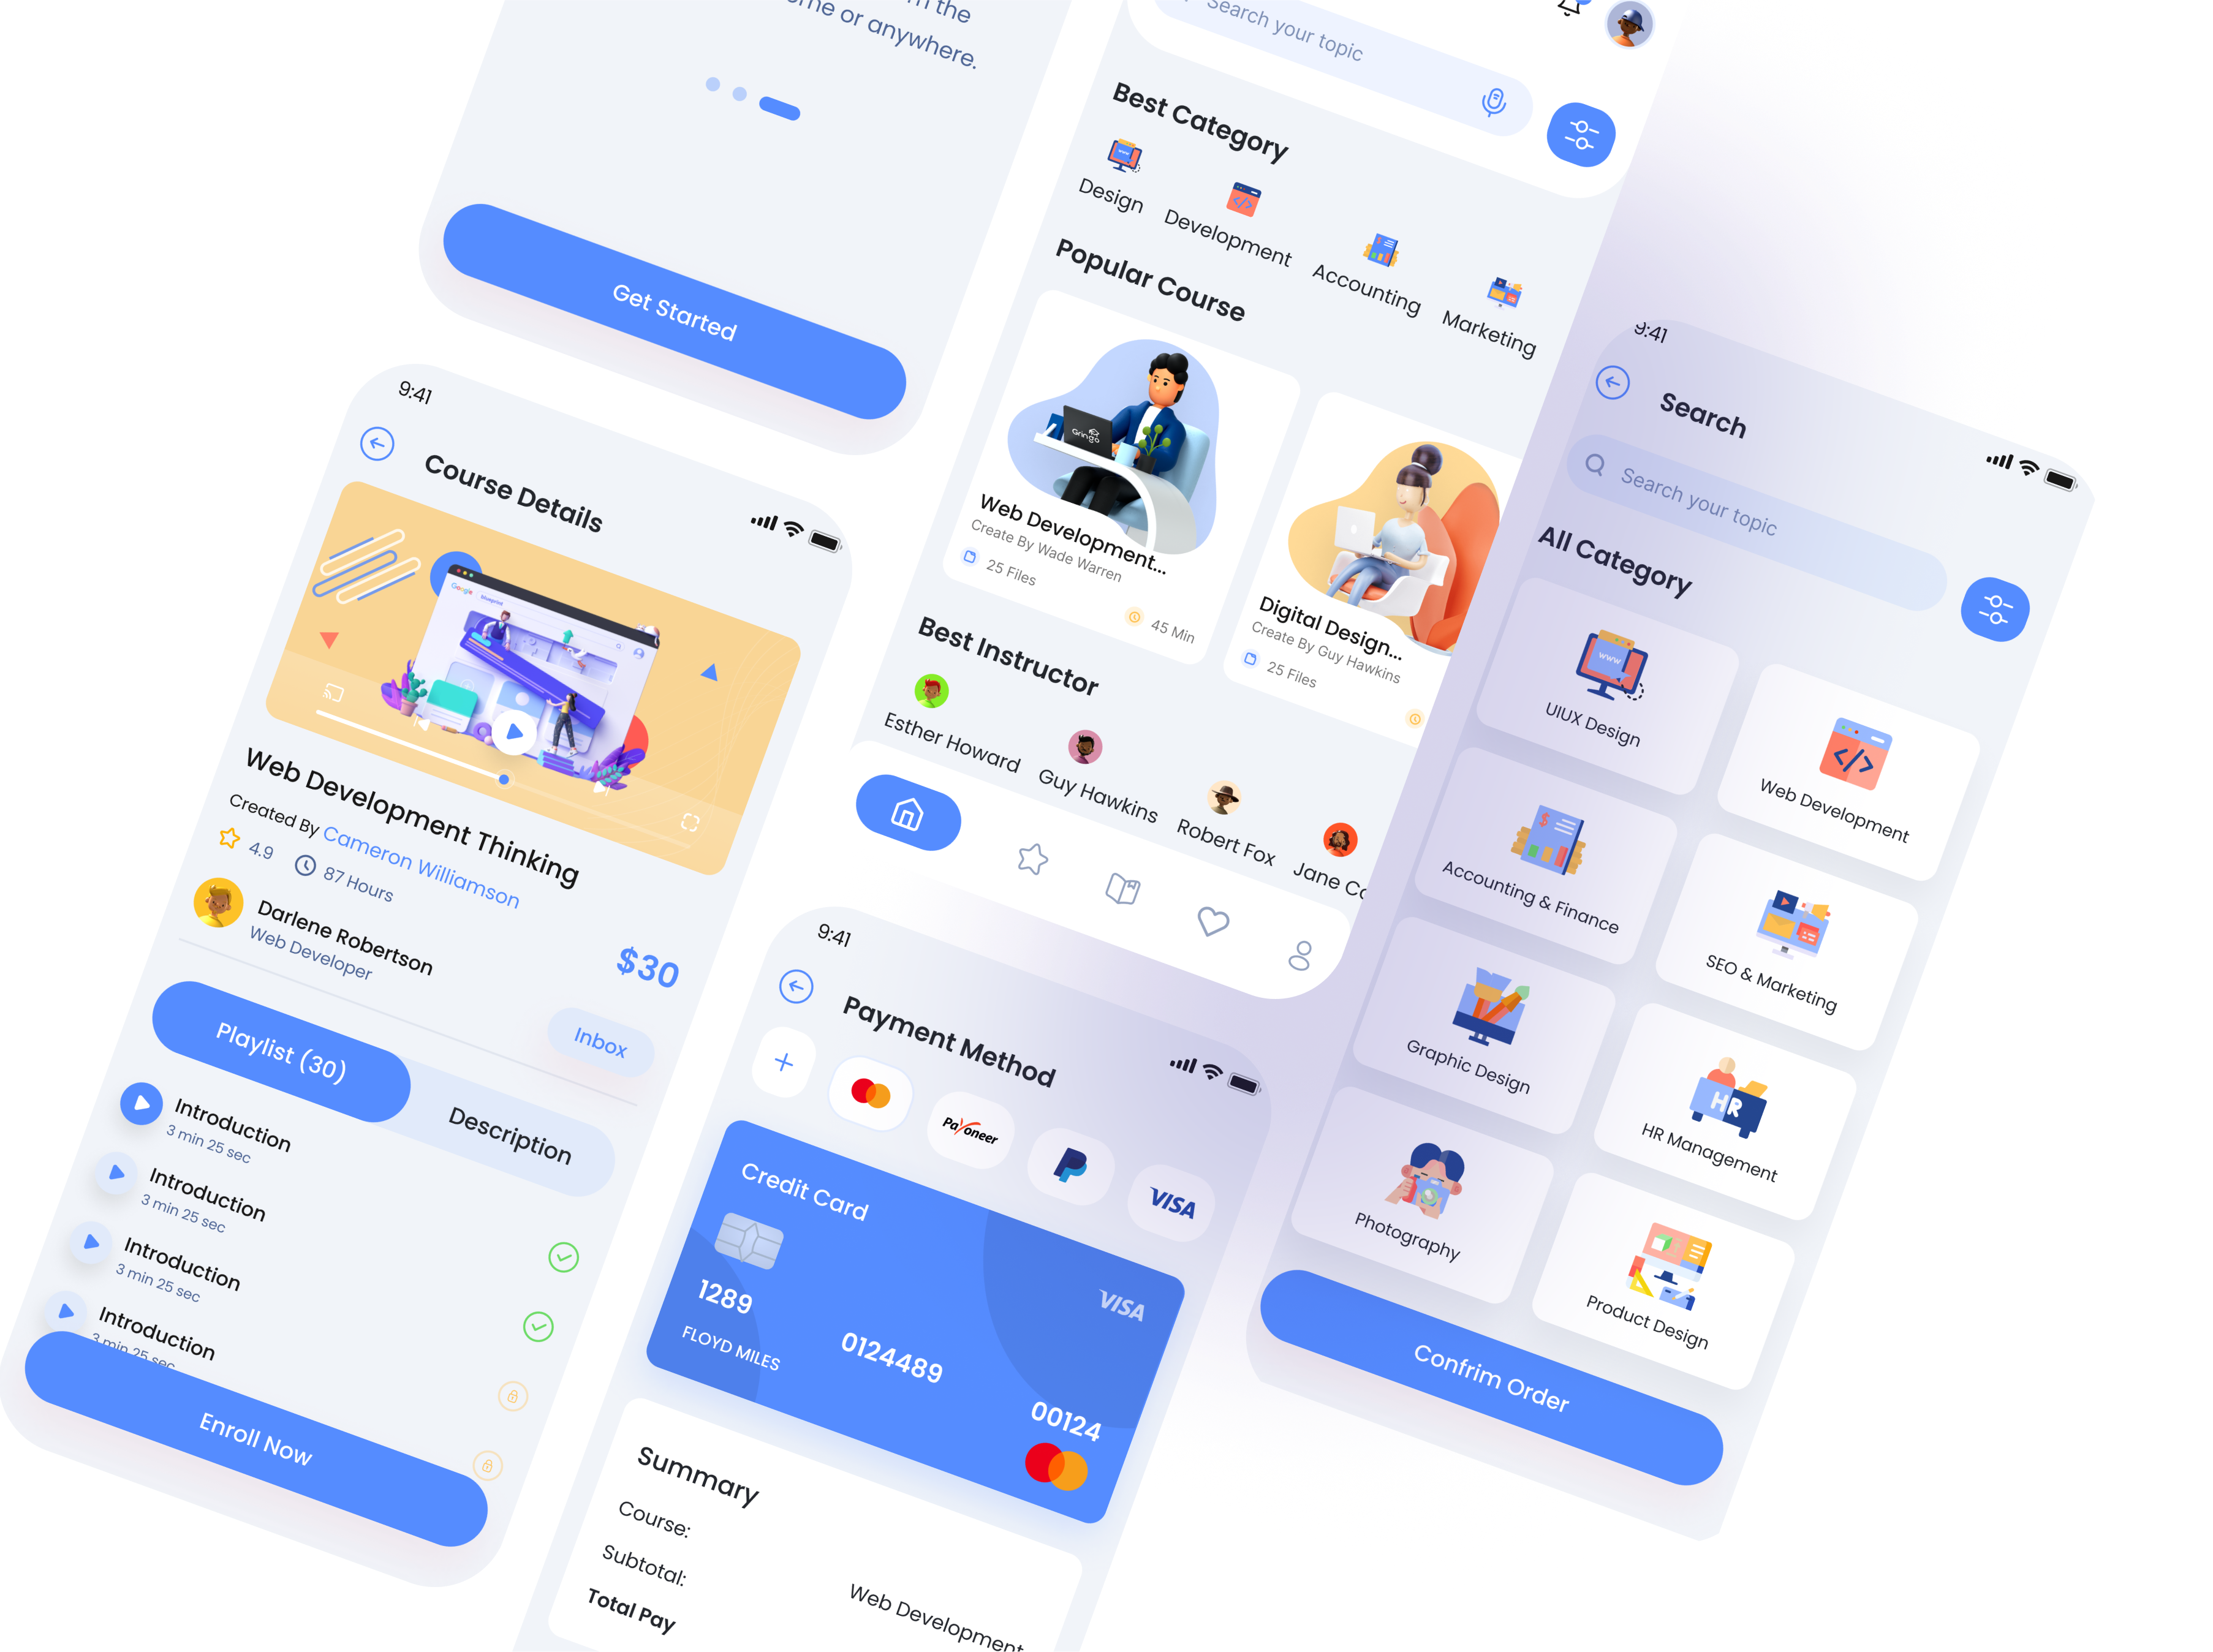 the
or anywhere.
Get Started
9:41
Course Details
Google
blueprint
Web Development Thinking
Created By Cameron Williamson
4.9
87 Hours
Darlene Robertson
Web Developer
$30
Inbox
Playlist (30)
Description
Introduction
3 min 25 sec
Introduction
3 min 25 sec
Introduction
3 min 25 sec
Introduction
3 min 25 sec
Enroll Now
Search your topic
Best Category
Design
Development
Accounting
Marketing
Popular Course
Gringo
Web Development...
Create By Wade Warren
25 Files
45 Min
Digital Design...
Create By Guy Hawkins
25 Files
Best Instructor
Esther Howard
Guy Hawkins
Robert Fox
Jane
9:41
Payment Method
Payoneer
VISA
Credit Card
VISA
1289
0124489
00124
FLOYD MILES
Summary
Course:
Web Development
Subtotal:
Total Pay
9:41
Search
Search your topic
All Category
www
UIUX Design
Web Development
Accounting & Finance
SEO & Marketing
Graphic Design
HR
HR Management
Photography
Product Design
Confrim Order